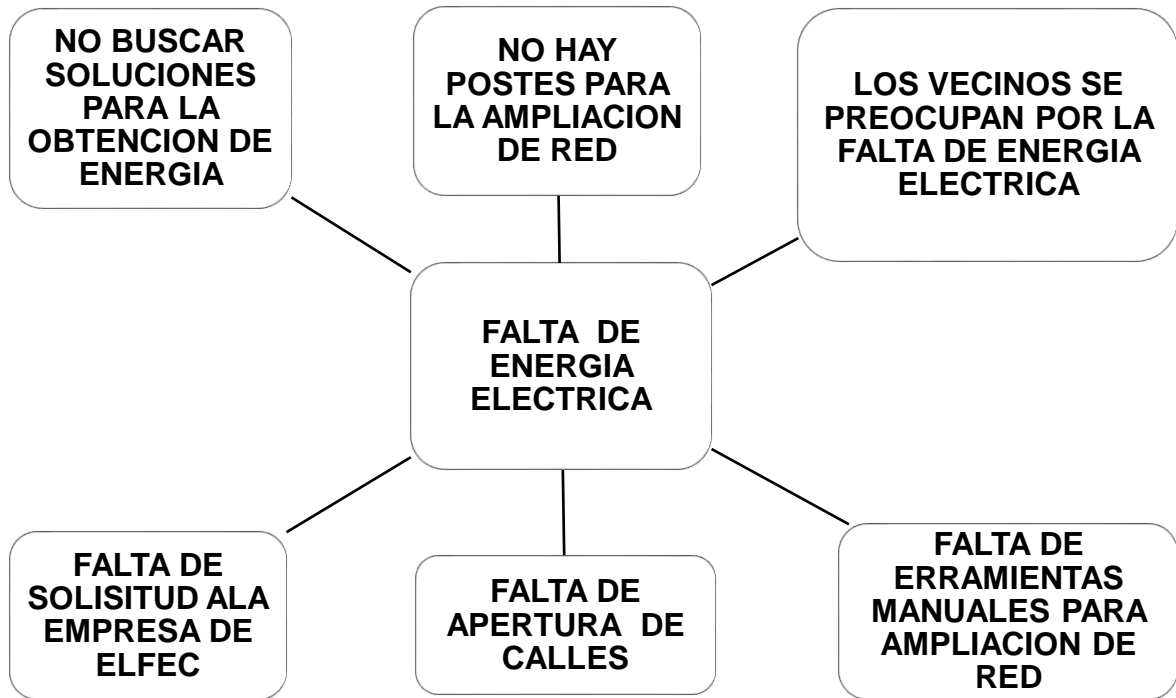 NO BUSCAR
SOLUCIONES
PARA LA
OBTENCION DE
ENERGIA
NO HAY
POSTES PARA
LA AMPLIACION
DE RED
LOS VECINOS SE
PREOCUPAN POR LA
FALTA DE ENERGIA
ELECTRICA
FALTA DE
ENERGIA
ELECTRICA
FALTA DE
SOLISITUD ALA
EMPRESA DE
ELFEC
FALTA DE
APERTURA DE
CALLES
FALTA DE
ERRAMIENTAS
MANUALES PARA
AMPLIACION DE
RED